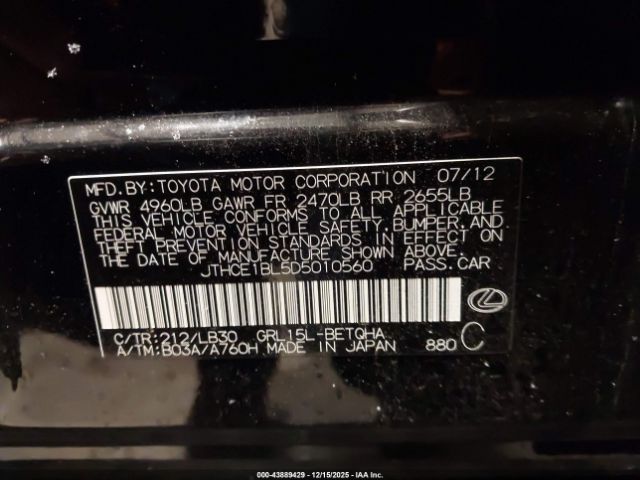 MFD.BY:TOYOTA MOTOR CORPORATION 07/12
GVWR 4960LB GAWR FR 2470LB RR 2655LB
THIS VEHICLE CONFORMS TO ALL APPLICABLE
FEDERAL MOTOR VEHICLE SAFETY,BUMPER,AND
THEFT PREVENTION STANDARDS IN EFFECT ON
THE DATE OF MANUFACTURE SHOWN ABOVE.
JTHCE1BL5D5010560 PASS.CAR
C/TR:212/LB30 GRL15L-BETQHA C
A/TM:B03A/A760H MADE IN JAPAN 880
000-43889429 - 12/15/2025 - © IAA Inc.